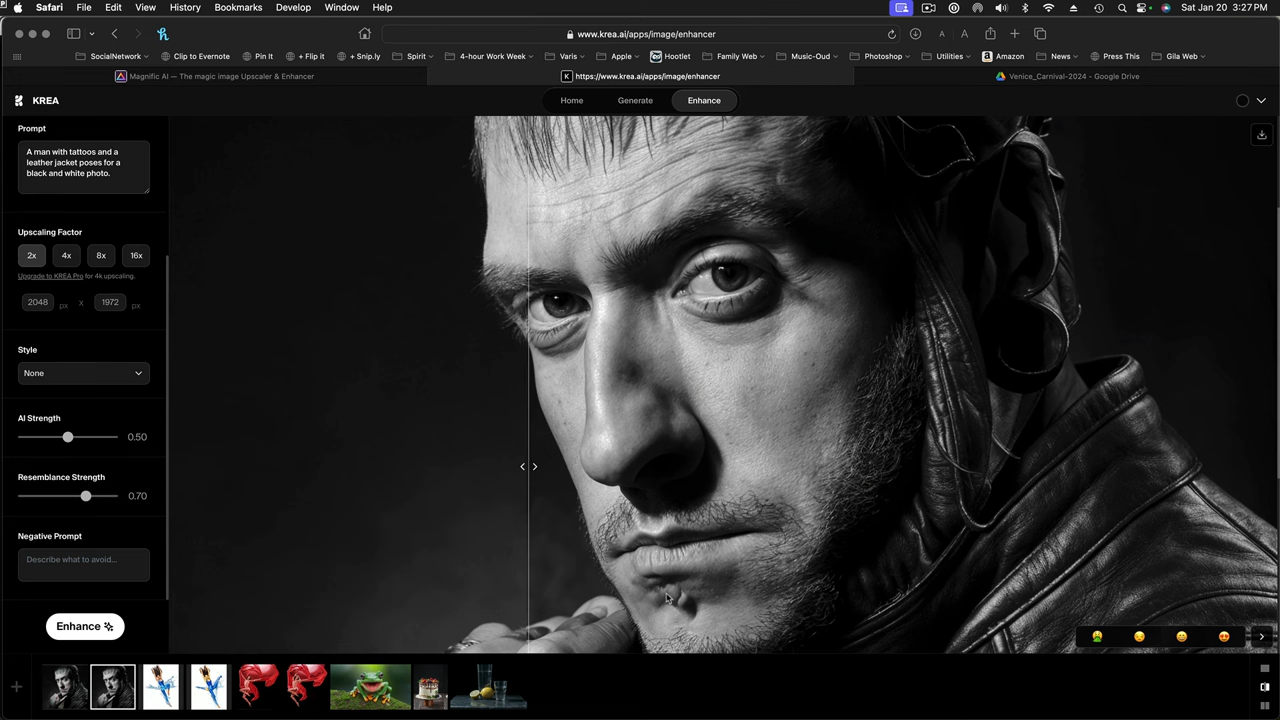 Safari File Edit View History Bookmarks Develop Window Help
Sat Jan 20 3:27 PM
www.krea.ai/apps/image/enhancer
A A
SocialNetwork Clip to Evernote Pin It + Flip it + Snip.ly 4-hour Work Week Varis Apple Hootlet Family Web Music-Oud Photoshop Utilities Amazon News Press This Gila Web
Magnific AI — The magic image Upscaler & Enhancer
K https://www.krea.ai/apps/image/enhancer
Venice_Carnival-2024 - Google Drive
KREA
Home Generate Enhance
Prompt
A man with tattoos and a
leather jacket poses for a
black and white photo.
Upscaling Factor
2x 4x 8x 16x
Upgrade to KREA Pro for 4k upscaling.
2048 px X 1972 px
Style
None
AI Strength
0.50
Resemblance Strength
0.70
Negative Prompt
Describe what to avoid...
Enhance